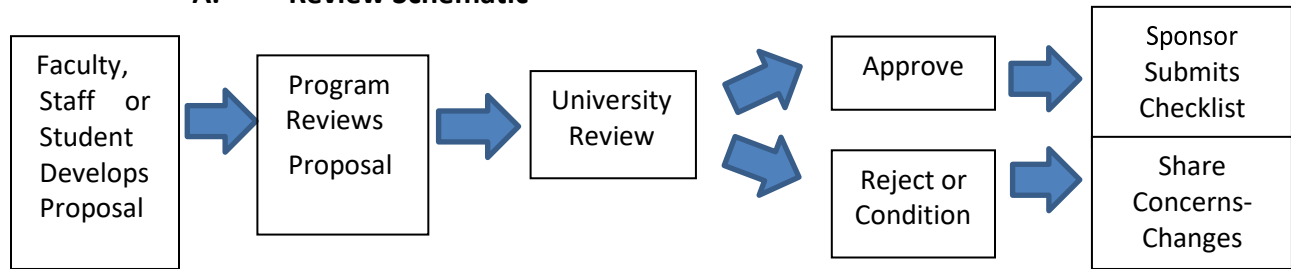 A. Review Schematic
Faculty,
Staff or
Student
Develops
Proposal
Program
Reviews
Proposal
University
Review
Approve
Reject or
Condition
Sponsor
Submits
Checklist
Share
Concerns-
Changes